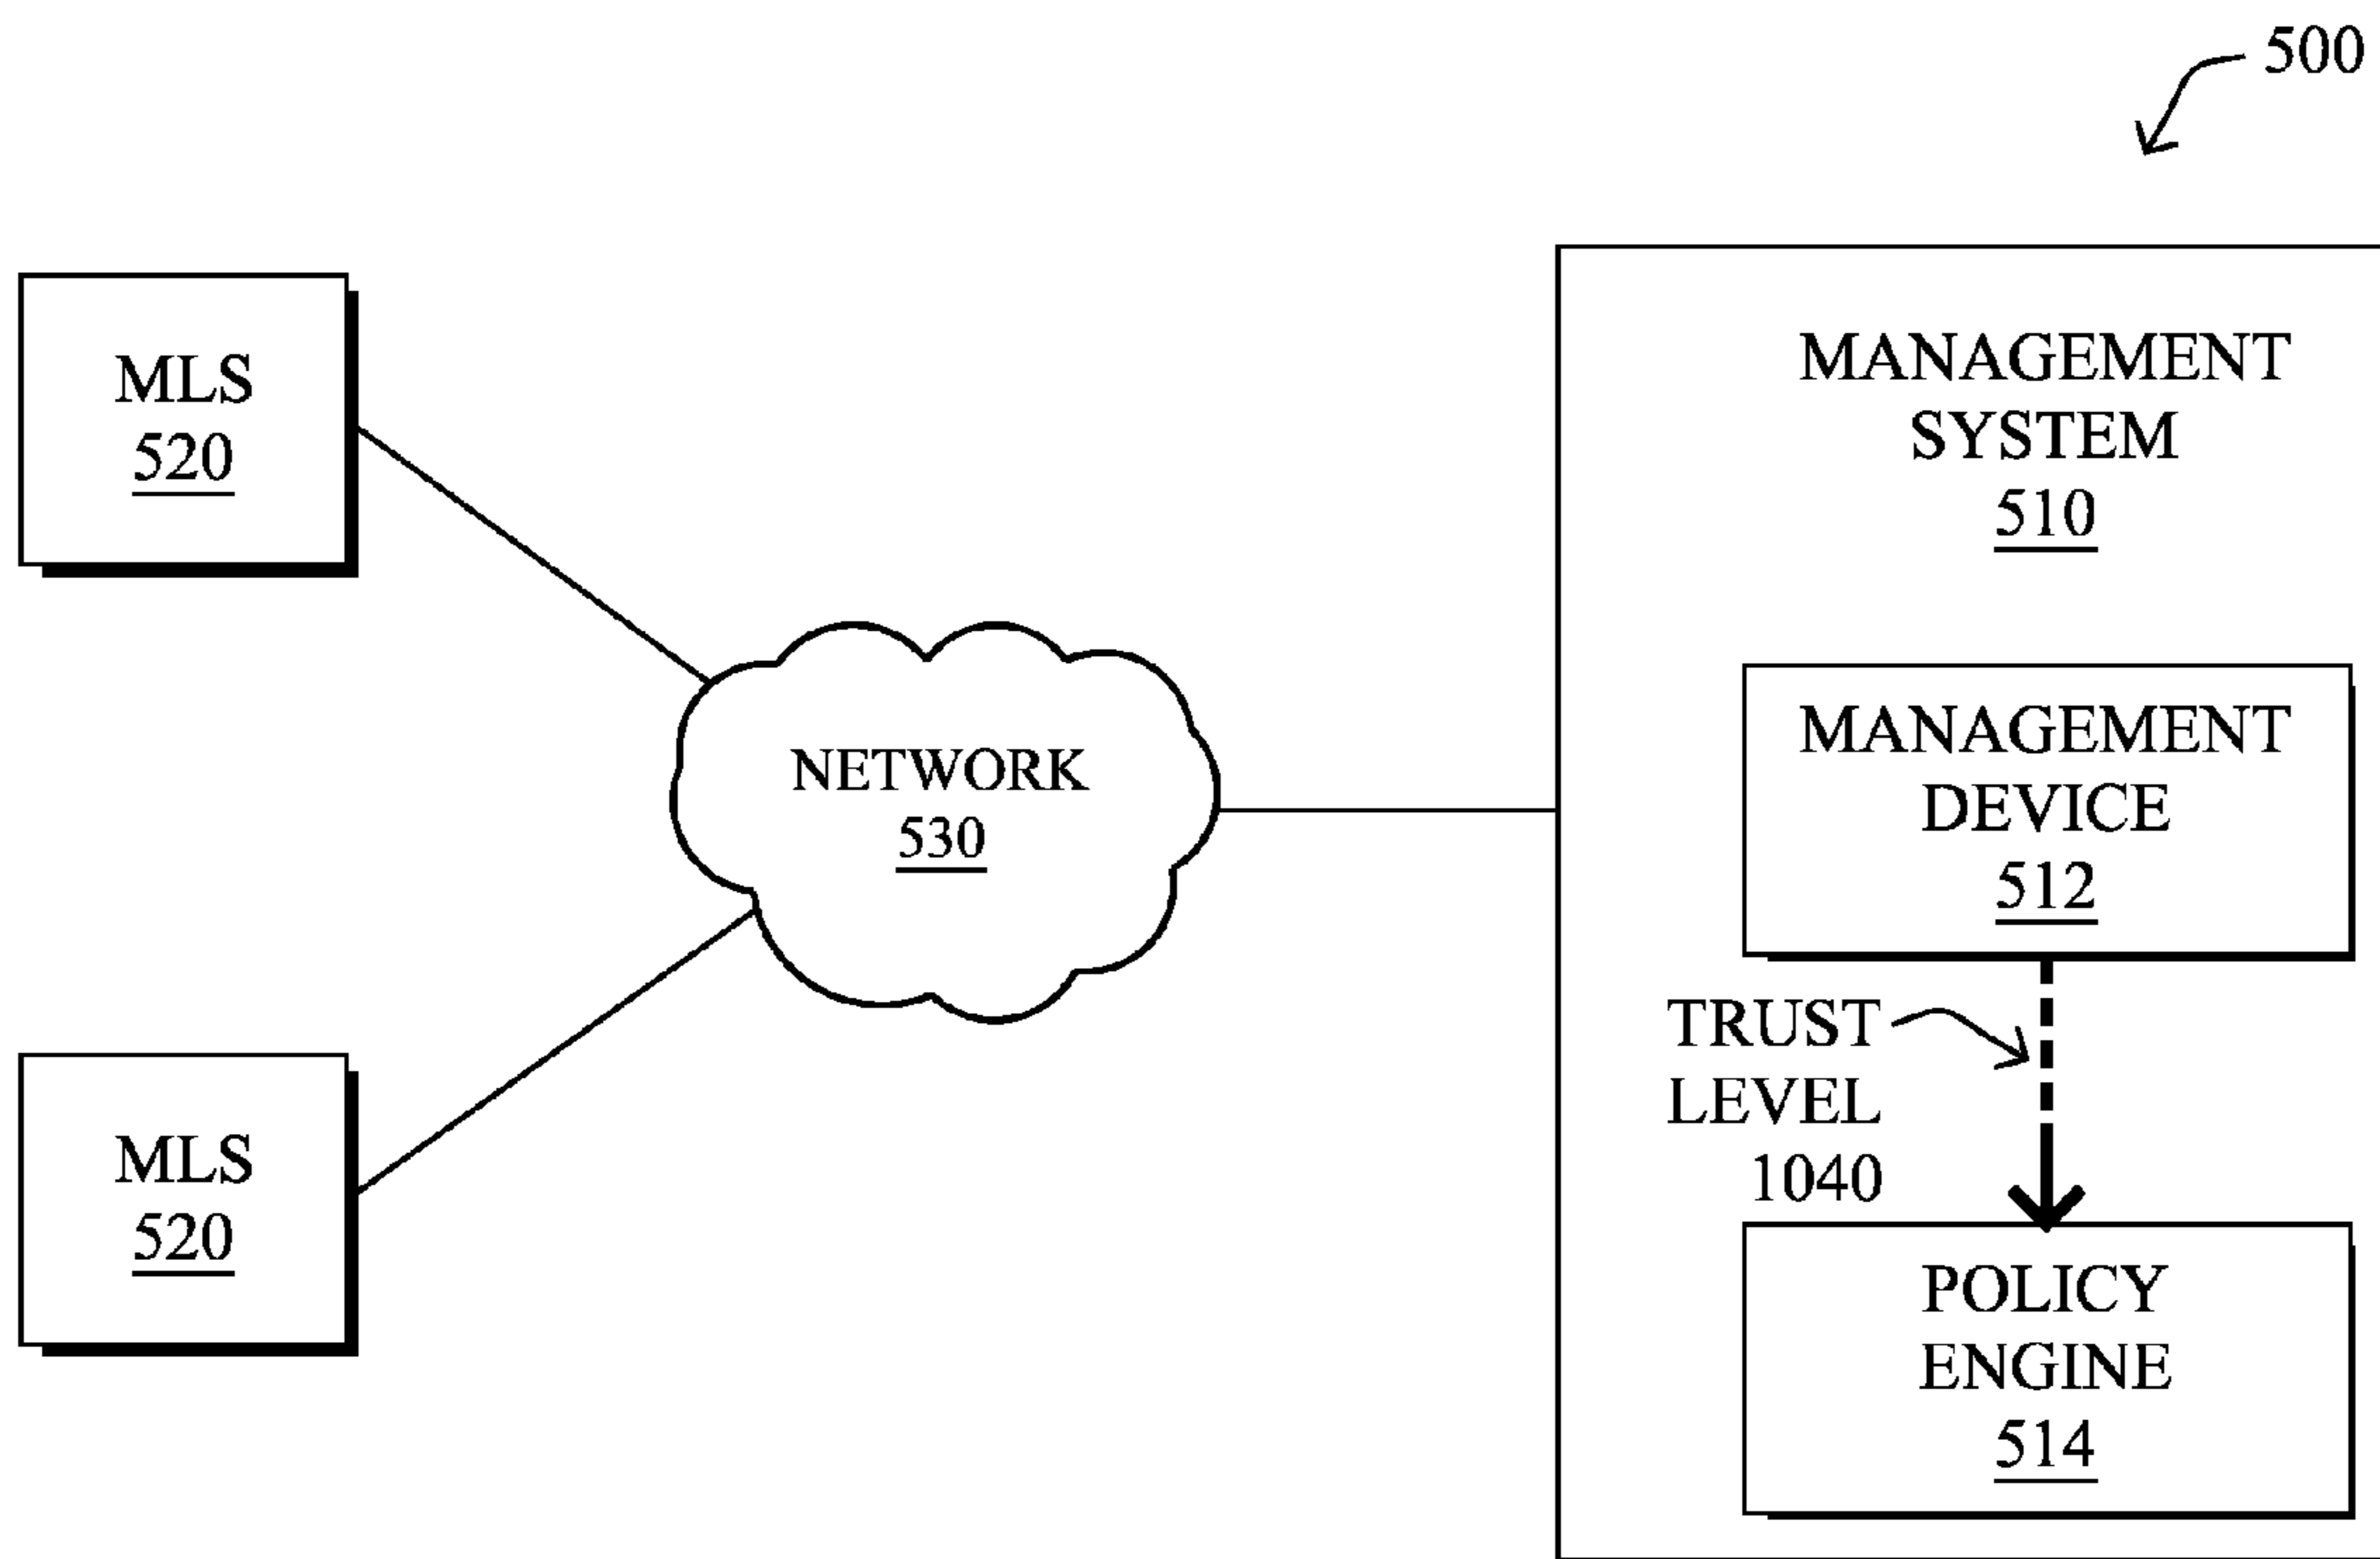 500
MLS
520
MANAGEMENT
SYSTEM
510
NETWORK
530
MANAGEMENT
DEVICE
512
TRUST
LEVEL
1040
MLS
520
POLICY
ENGINE
514